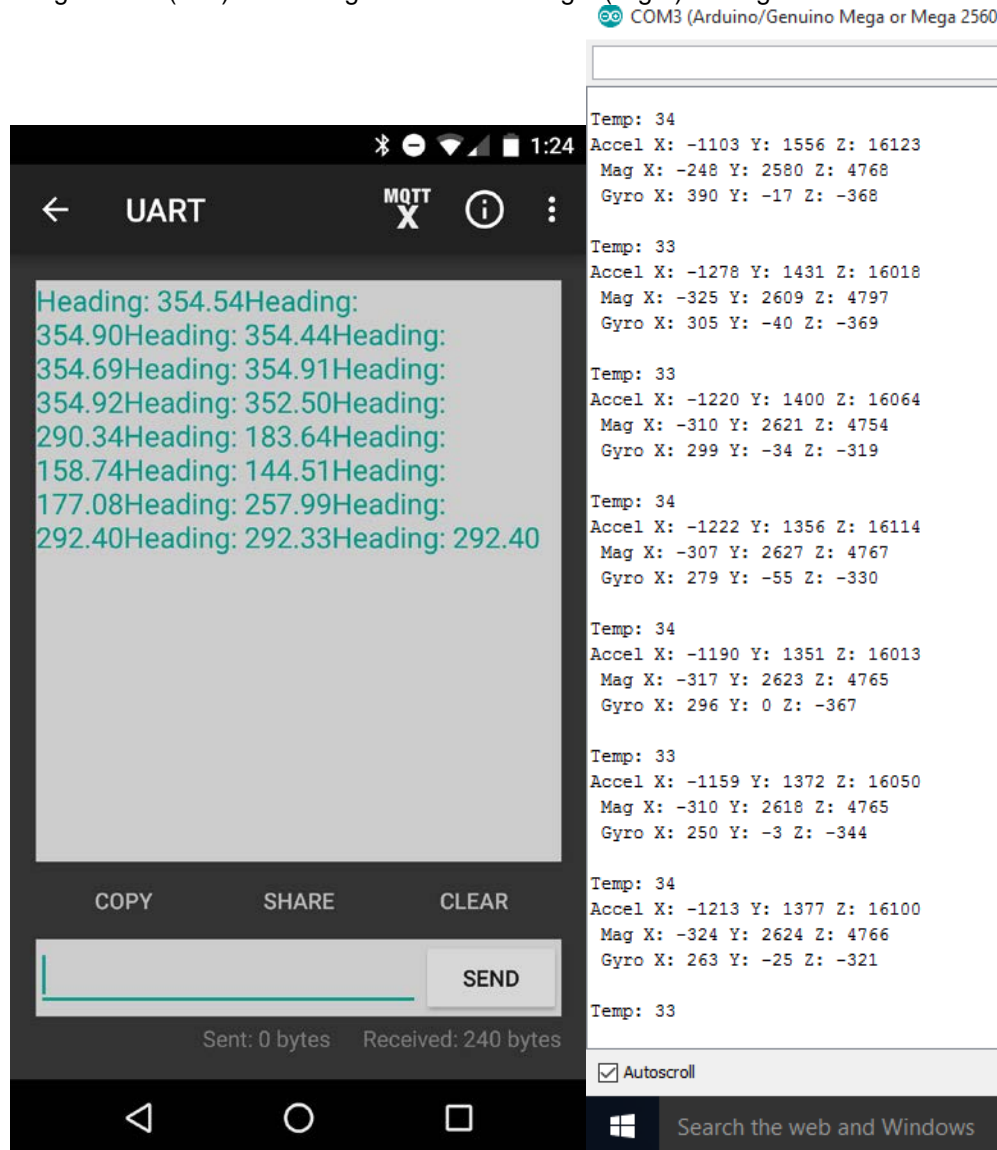 COM3 (Arduino/Genuino Mega or Mega 2560
1:24
UART
MQTT
X
Heading: 354.54Heading:
354.90Heading: 354.44Heading:
354.69Heading: 354.91Heading:
354.92Heading: 352.50Heading:
290.34Heading: 183.64Heading:
158.74Heading: 144.51Heading:
177.08Heading: 257.99Heading:
292.40Heading: 292.33Heading: 292.40
COPY SHARE CLEAR
SEND
Sent: 0 bytes Received: 240 bytes
Temp: 34
Accel X: -1103 Y: 1556 Z: 16123
Mag X: -248 Y: 2580 Z: 4768
Gyro X: 390 Y: -17 Z: -368
Temp: 33
Accel X: -1278 Y: 1431 Z: 16018
Mag X: -325 Y: 2609 Z: 4797
Gyro X: 305 Y: -40 Z: -369
Temp: 33
Accel X: -1220 Y: 1400 Z: 16064
Mag X: -310 Y: 2621 Z: 4754
Gyro X: 299 Y: -34 Z: -319
Temp: 34
Accel X: -1222 Y: 1356 Z: 16114
Mag X: -307 Y: 2627 Z: 4767
Gyro X: 279 Y: -55 Z: -330
Temp: 34
Accel X: -1190 Y: 1351 Z: 16013
Mag X: -317 Y: 2623 Z: 4765
Gyro X: 296 Y: 0 Z: -367
Temp: 33
Accel X: -1159 Y: 1372 Z: 16050
Mag X: -310 Y: 2618 Z: 4765
Gyro X: 250 Y: -3 Z: -344
Temp: 34
Accel X: -1213 Y: 1377 Z: 16100
Mag X: -324 Y: 2624 Z: 4766
Gyro X: 263 Y: -25 Z: -321
Temp: 33
Autoscroll
Search the web and Windows